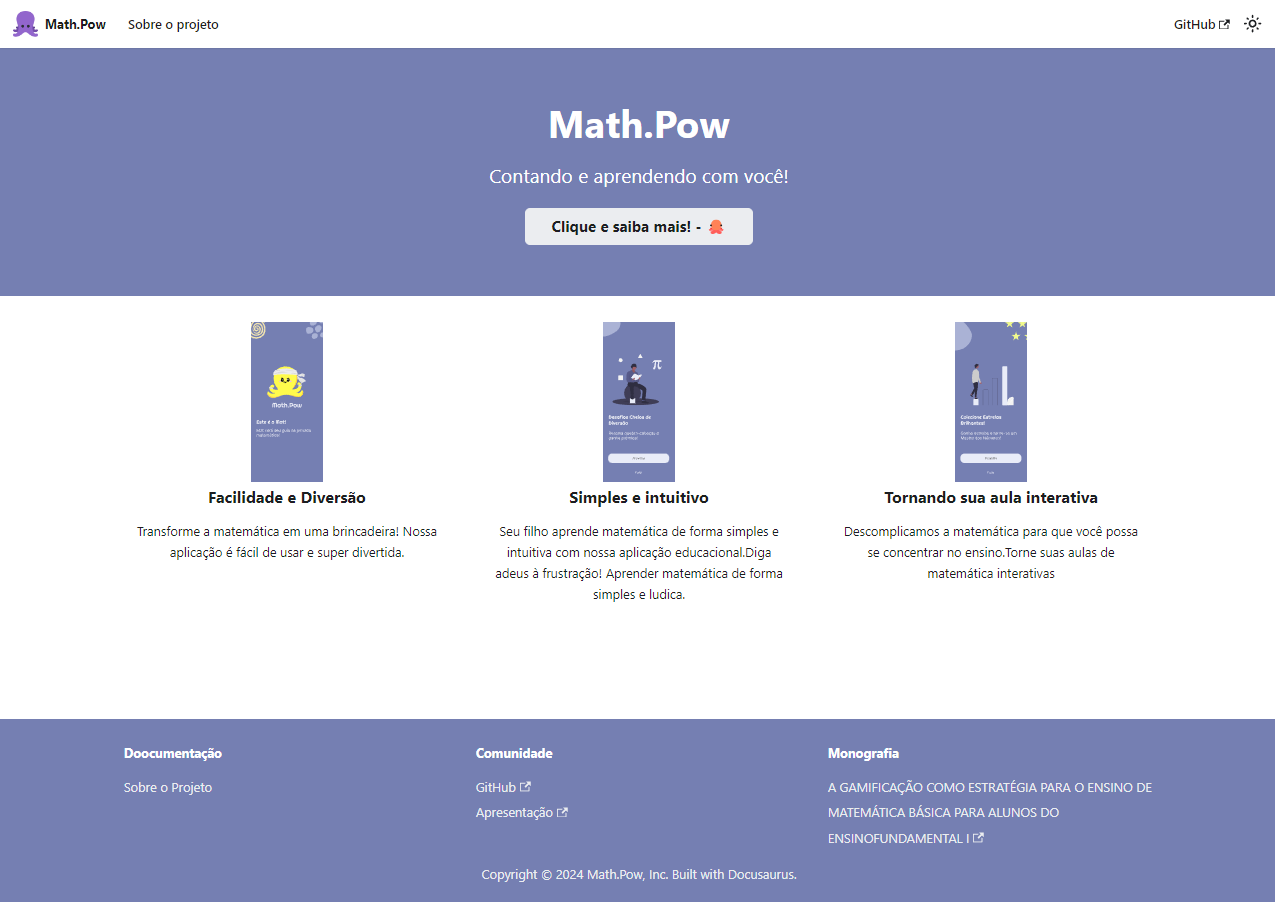 Math.Pow Sobre o projeto GitHub
Math.Pow
Contando e aprendendo com você!
Clique e saiba mais! -
Math.Pow
Este é o Blot!
Desafios Cheios de
Diversão
Colecione Estrelas
Brilhantes!
Facilidade e Diversão
Simples e intuitivo
Tornando sua aula interativa
Transforme a matemática em uma brincadeira! Nossa
aplicação é fácil de usar e super divertida.
Seu filho aprende matemática de forma simples e
intuitiva com nossa aplicação educacional.Diga
adeus à frustração! Aprender matemática de forma
simples e ludica.
Descomplicamos a matemática para que você possa
se concentrar no ensino.Torne suas aulas de
matemática interativas
Doocumentação
Sobre o Projeto
Comunidade
GitHub
Apresentação
Monografia
A GAMIFICAÇÃO COMO ESTRATÉGIA PARA O ENSINO DE
MATEMÁTICA BÁSICA PARA ALUNOS DO
ENSINOFUNDAMENTAL I
Copyright © 2024 Math.Pow, Inc. Built with Docusaurus.